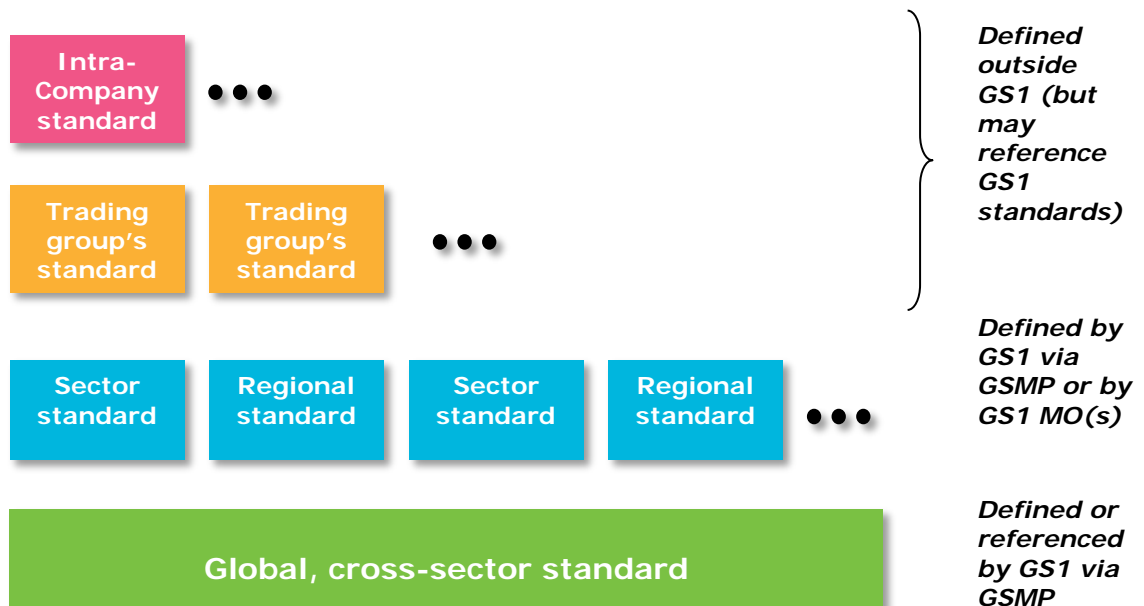 Intra-
Company
standard
Defined
outside
GS1 (but
may
reference
GS1
standards)
Trading
group's
standard
Trading
group's
standard
Sector
standard
Regional
standard
Sector
standard
Regional
standard
Defined by
GS1 via
GSMP or by
GS1 MO(s)
Global, cross-sector standard
Defined or
referenced
by GS1 via
GSMP